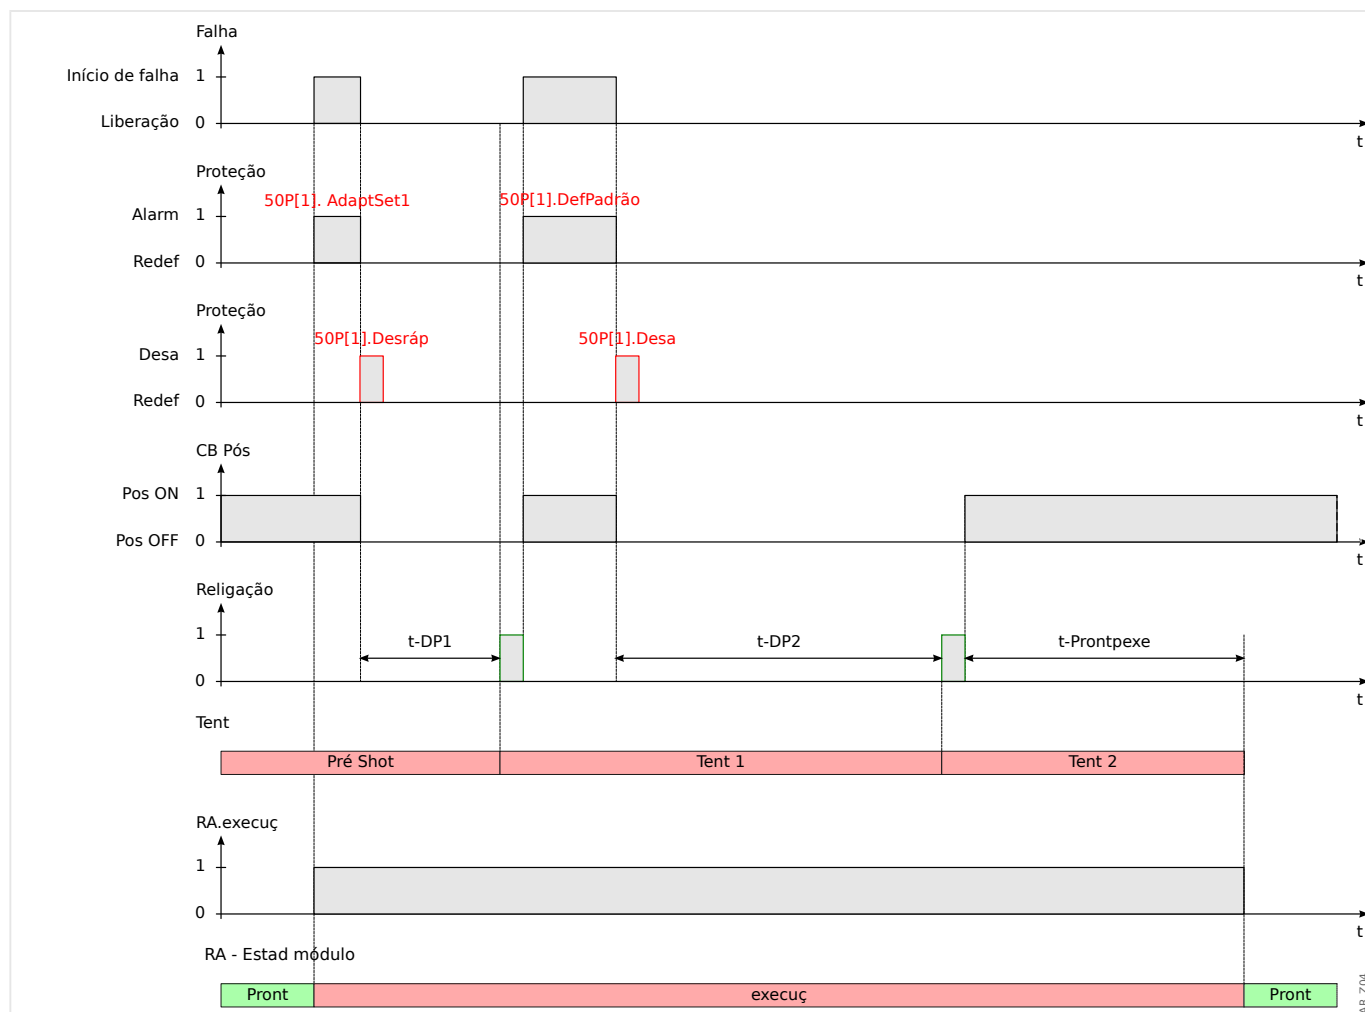 Falha
Início de falha 1
Liberação 0
t
Proteção
50P[1]. AdaptSet1 50P[1].DefPadrão
Alarm 1
Redef 0
t
Proteção
50P[1].Desráp 50P[1].Desa
Desa 1
Redef 0
t
CB Pós
Pos ON 1
Pos OFF 0
t
Religação
1
t-DP1 t-DP2 t-Prontpexe
0
t
Tent
Pré Shot Tent 1 Tent 2
RA.execuç
1
0
t
RA - Estad módulo
Pront execuç Pront
AR_Z04